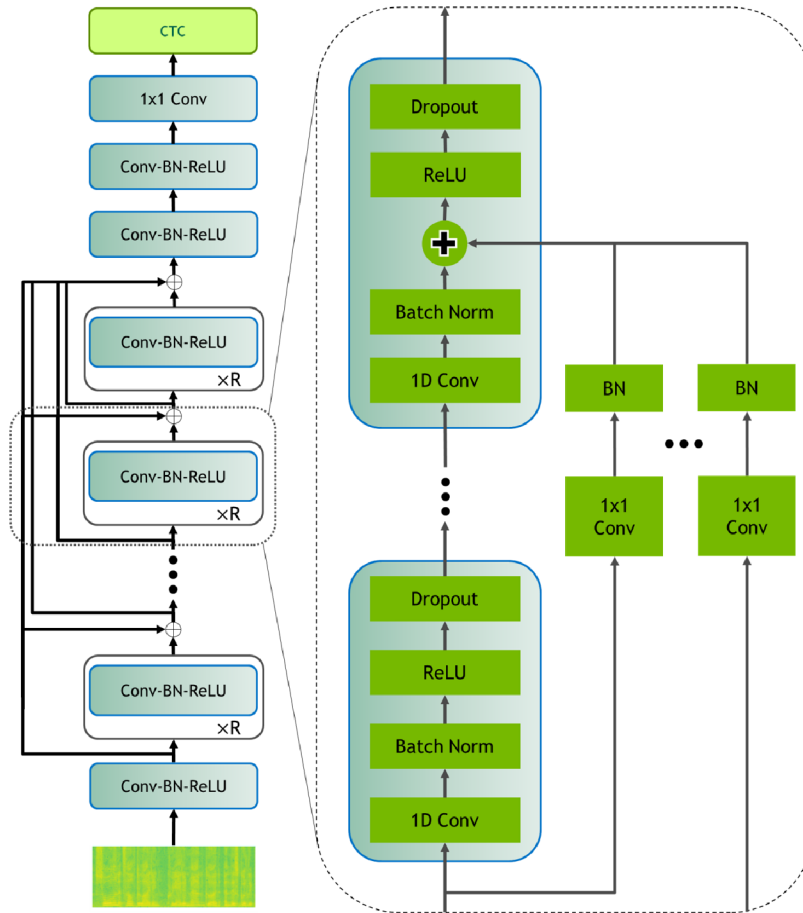 CTC
1x1 Conv
Conv-BN-ReLU
Conv-BN-ReLU
Conv-BN-ReLU
×R
Conv-BN-ReLU
×R
Conv-BN-ReLU
×R
Conv-BN-ReLU
Dropout
ReLU
Batch Norm
1D Conv
BN
BN
1x1
Conv
1x1
Conv
Dropout
ReLU
Batch Norm
1D Conv